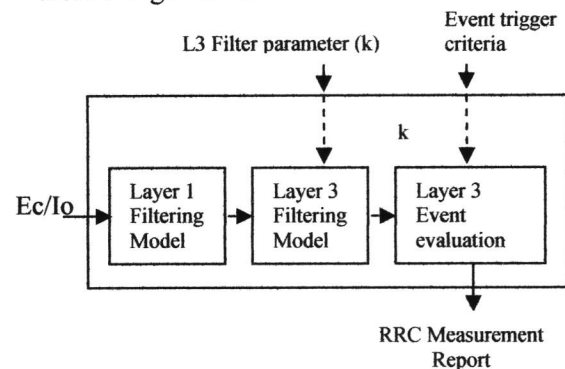 L3 Filter parameter (k)
Event trigger
criteria
k
Ec/Io
Layer 1
Filtering
Model
Layer 3
Filtering
Model
Layer 3
Event
evaluation
RRC Measurement
Report